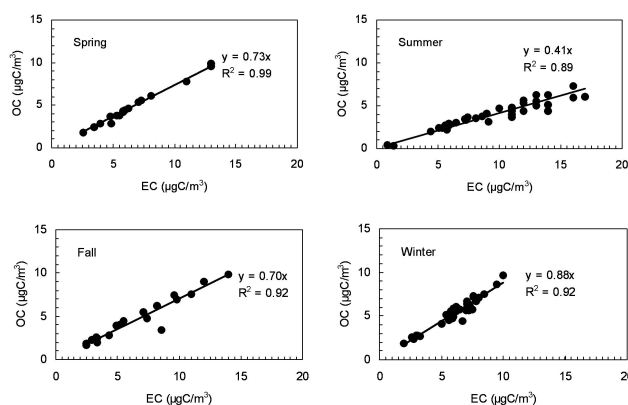 Spring
y = 0.73x
R² = 0.99
OC (µgC/m³)
15
10
5
0
0 5 10 15 20
EC (µgC/m³)
Summer
y = 0.41x
R² = 0.89
OC (µgC/m³)
15
10
5
0
0 5 10 15 20
EC (µgC/m³)
Fall
y = 0.70x
R² = 0.92
OC (µgC/m³)
15
10
5
0
0 5 10 15 20
EC (µgC/m³)
Winter
y = 0.88x
R² = 0.92
OC (µgC/m³)
15
10
5
0
0 5 10 15 20
EC (µgC/m³)